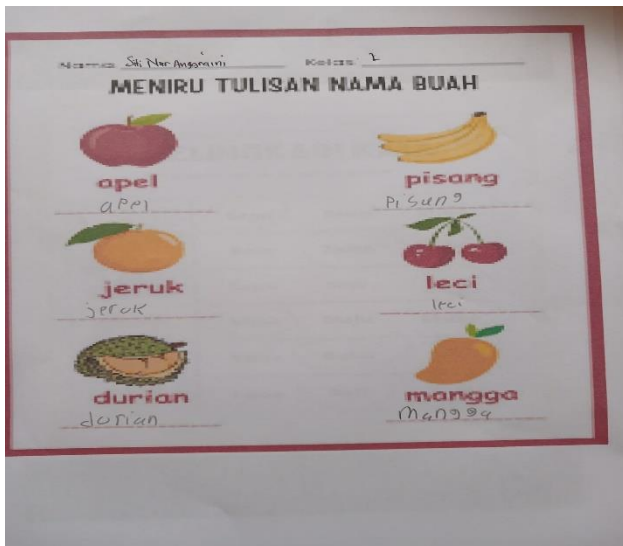 Nama Siti Nur Anggraini Kelas 2
MENIRU TULISAN NAMA BUAH
apel pisang
apel pisang
jeruk leci
jeruk leci
durian mangga
durian mangga